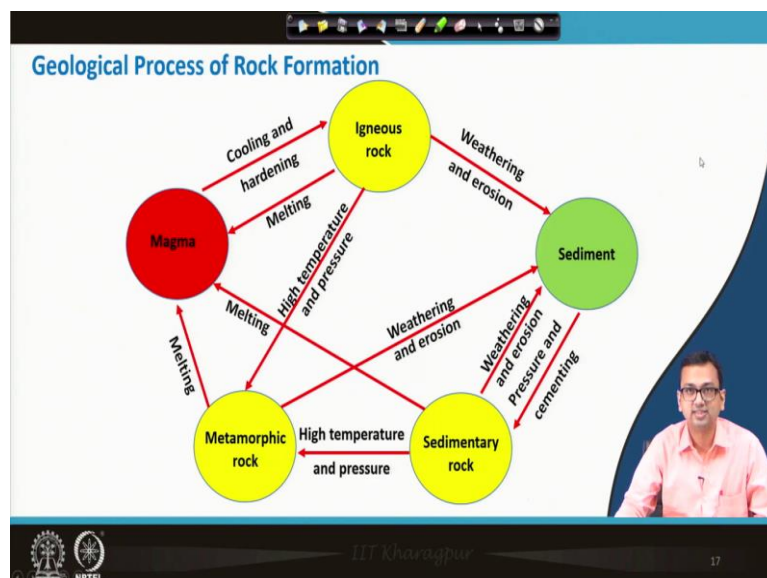 Geological Process of Rock Formation
Igneous
rock
Cooling and
hardening
Melting
Weathering
and erosion
Magma
High temperature
and pressure
Sediment
Melting
Weathering
and erosion
Weathering
and erosion
Pressure and
cementing
Melting
Metamorphic
rock
High temperature
and pressure
Sedimentary
rock
IIT Kharagpur
NPTEL
17